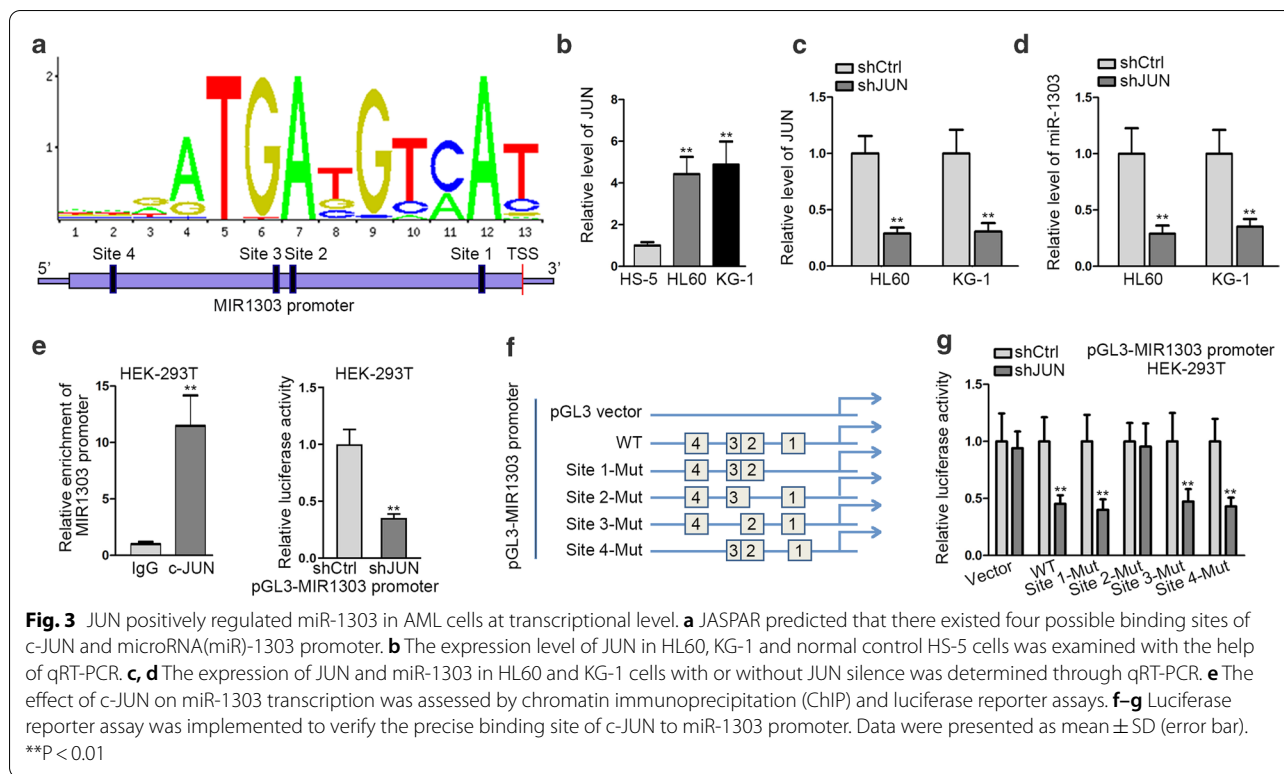 a
2
1
TGATGTCAT
1 2 3 4 5 6 7 8 9 10 11 12 13
Site 4 Site 3 Site 2 Site 1 TSS
5’ 3’
MIR1303 promoter
b
Relative level of JUN
8
6
4
2
0
** **
HS-5 HL60 KG-1
c
shCtrl
shJUN
Relative level of JUN
1.5
1.0
0.5
0.0
** **
HL60 KG-1
d
shCtrl
shJUN
Relative level of miR-1303
1.5
1.0
0.5
0.0
** **
HL60 KG-1
e
HEK-293T
Relative enrichment of
MIR1303 promoter
15
10
5
0
**
IgG c-JUN
HEK-293T
Relative luciferase activity
1.5
1.0
0.5
0.0
**
shCtrl shJUN
pGL3-MIR1303 promoter
f
pGL3-MIR1303 promoter
pGL3 vector
WT 4 3 2 1
Site 1-Mut 4 3 2
Site 2-Mut 4 3 1
Site 3-Mut 4 2 1
Site 4-Mut 3 2 1
g
shCtrl
shJUN
pGL3-MIR1303 promoter
HEK-293T
Relative luciferase activity
1.5
1.0
0.5
0.0
** ** ** **
Vector WT Site 1-Mut Site 2-Mut Site 3-Mut Site 4-Mut
Fig. 3 JUN positively regulated miR-1303 in AML cells at transcriptional level. a JASPAR predicted that there existed four possible binding sites of
c-JUN and microRNA(miR)-1303 promoter. b The expression level of JUN in HL60, KG-1 and normal control HS-5 cells was examined with the help
of qRT-PCR. c, d The expression of JUN and miR-1303 in HL60 and KG-1 cells with or without JUN silence was determined through qRT-PCR. e The
effect of c-JUN on miR-1303 transcription was assessed by chromatin immunoprecipitation (ChIP) and luciferase reporter assays. f–g Luciferase
reporter assay was implemented to verify the precise binding site of c-JUN to miR-1303 promoter. Data were presented as mean ± SD (error bar).
**P < 0.01